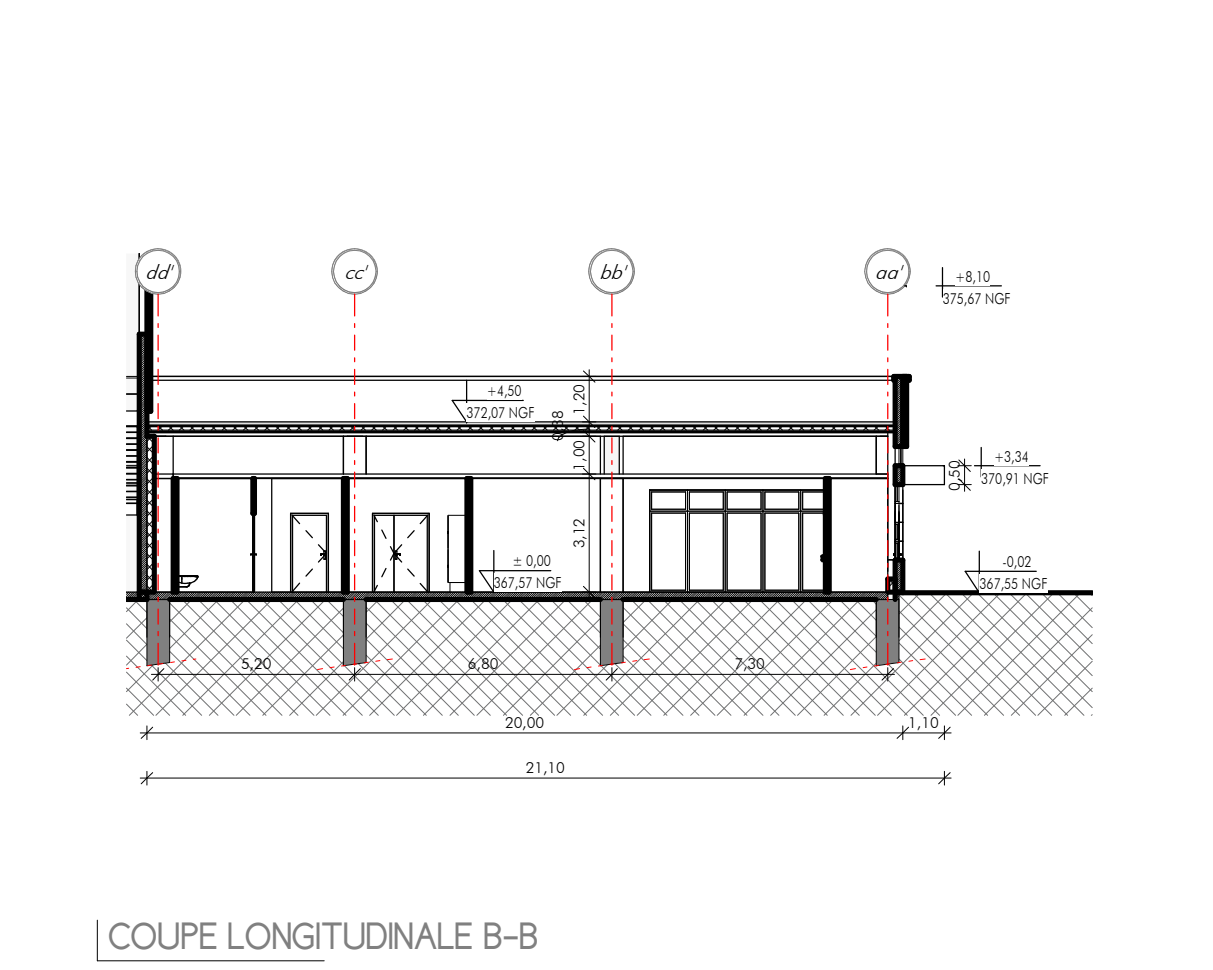 dd' cc' bb' aa'
+8,10
375,67 NGF
+4,50
372,07 NGF
1,20
0,38
1,00
+3,34
370,91 NGF
0,50
3,12
± 0,00
367,57 NGF
-0,02
367,55 NGF
5,20 6,80 7,30
20,00 1,10
21,10
COUPE LONGITUDINALE B-B